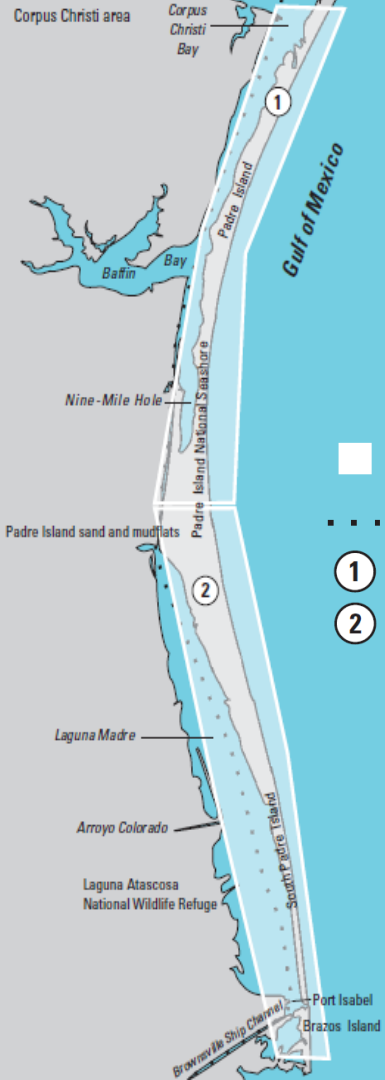 Corpus Christi area
Corpus
Christi
Bay
1
Padre Island
Gulf of Mexico
Baffin
Bay
Nine-Mile Hole
Padre Island National Seashore
Padre Island sand and mudflats
1
2
2
Laguna Madre
Arroyo Colorado
South Padre Island
Laguna Atascosa
National Wildlife Refuge
Port Isabel
Brownsville Ship Channel
Brazos Island